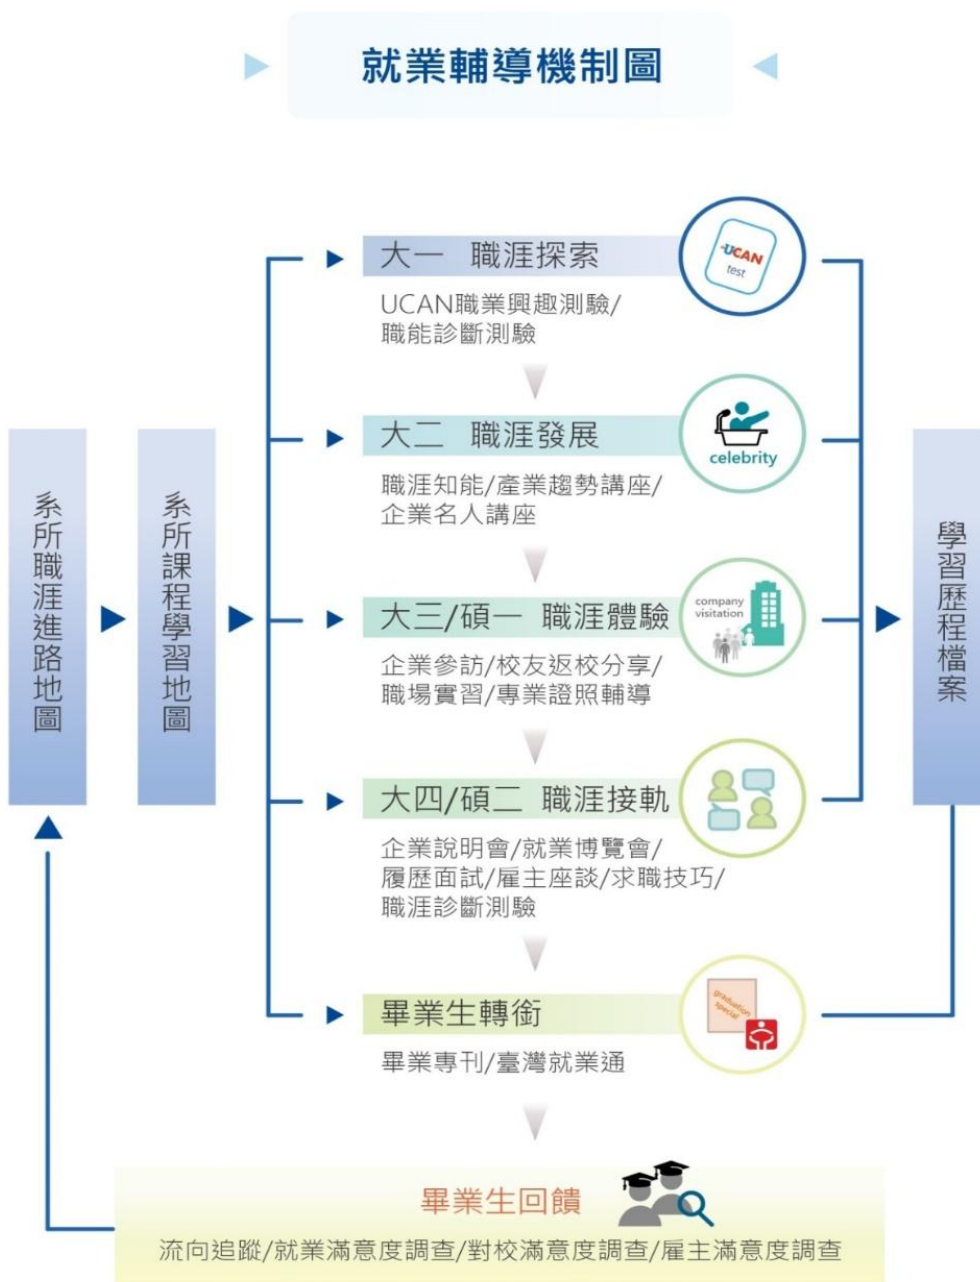 就業輔導機制圖
系所職涯進路地圖
系所課程學習地圖
大一 職涯探索
UCAN
test
UCAN職業興趣測驗/
職能診斷測驗
大二 職涯發展
celebrity
職涯知能/產業趨勢講座/
企業名人講座
大三/碩一 職涯體驗
company
visitation
企業參訪/校友返校分享/
職場實習/專業證照輔導
大四/碩二 職涯接軌
企業說明會/就業博覽會/
履歷面試/雇主座談/求職技巧/
職涯診斷測驗
畢業生轉銜
graduation
special
畢業專刊/臺灣就業通
學習歷程檔案
畢業生回饋
流向追蹤/就業滿意度調查/對校滿意度調查/雇主滿意度調查